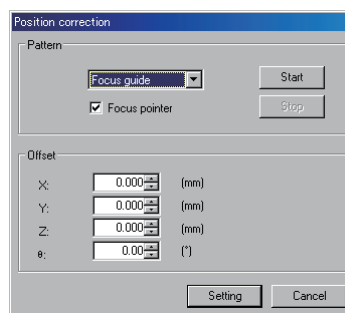 Position correction
Pattern
Focus guide
Start
Focus pointer
Stop
Offset
X: 0.000 (mm)
Y: 0.000 (mm)
Z: 0.000 (mm)
θ: 0.00 (°)
Setting Cancel